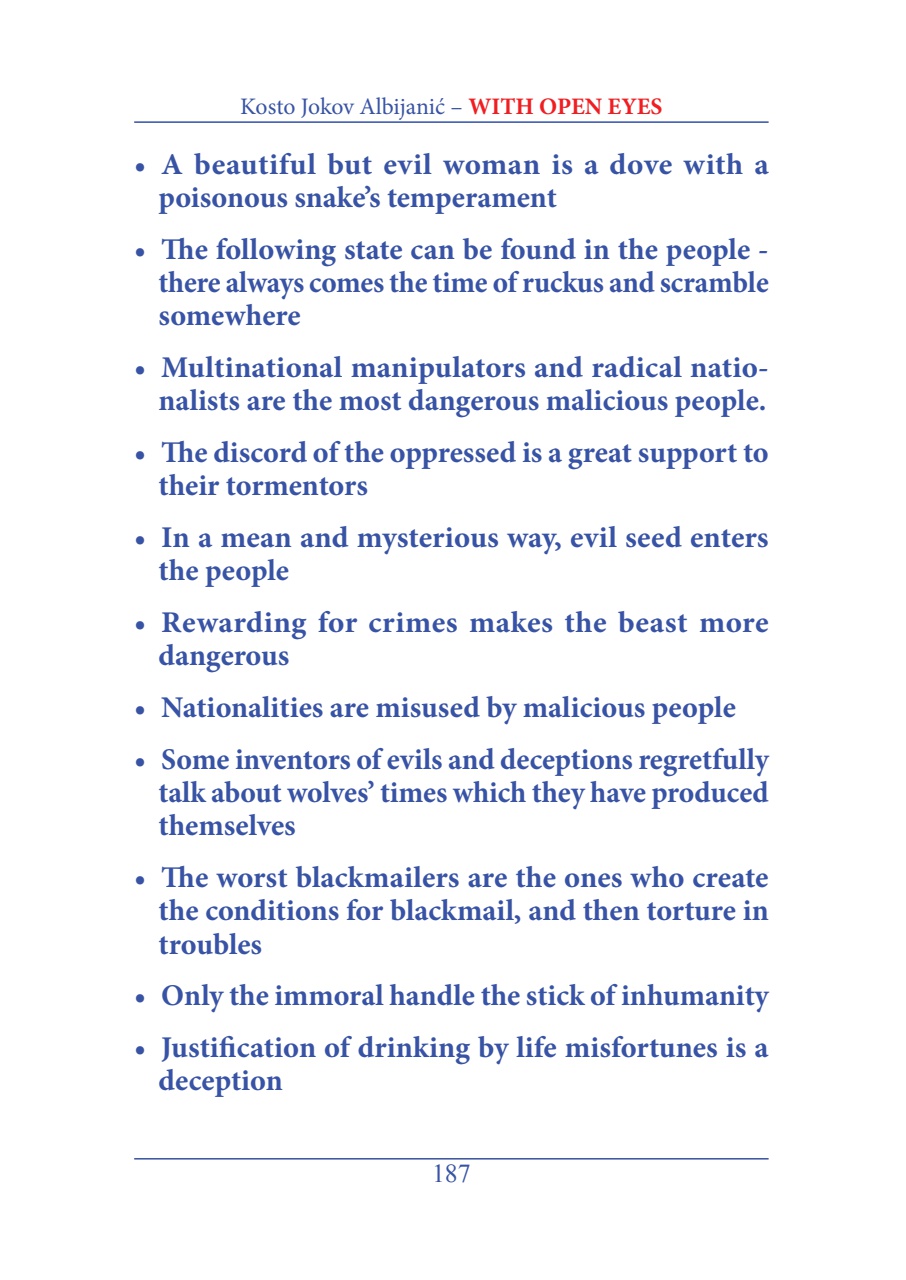 Kosto Jokov Albijanić – WITH OPEN EYES
• A beautiful but evil woman is a dove with a
poisonous snake’s temperament
• The following state can be found in the people -
there always comes the time of ruckus and scramble
somewhere
• Multinational manipulators and radical natio-
nalists are the most dangerous malicious people.
• The discord of the oppressed is a great support to
their tormentors
• In a mean and mysterious way, evil seed enters
the people
• Rewarding for crimes makes the beast more
dangerous
• Nationalities are misused by malicious people
• Some inventors of evils and deceptions regretfully
talk about wolves’ times which they have produced
themselves
• The worst blackmailers are the ones who create
the conditions for blackmail, and then torture in
troubles
• Only the immoral handle the stick of inhumanity
• Justification of drinking by life misfortunes is a
deception
187